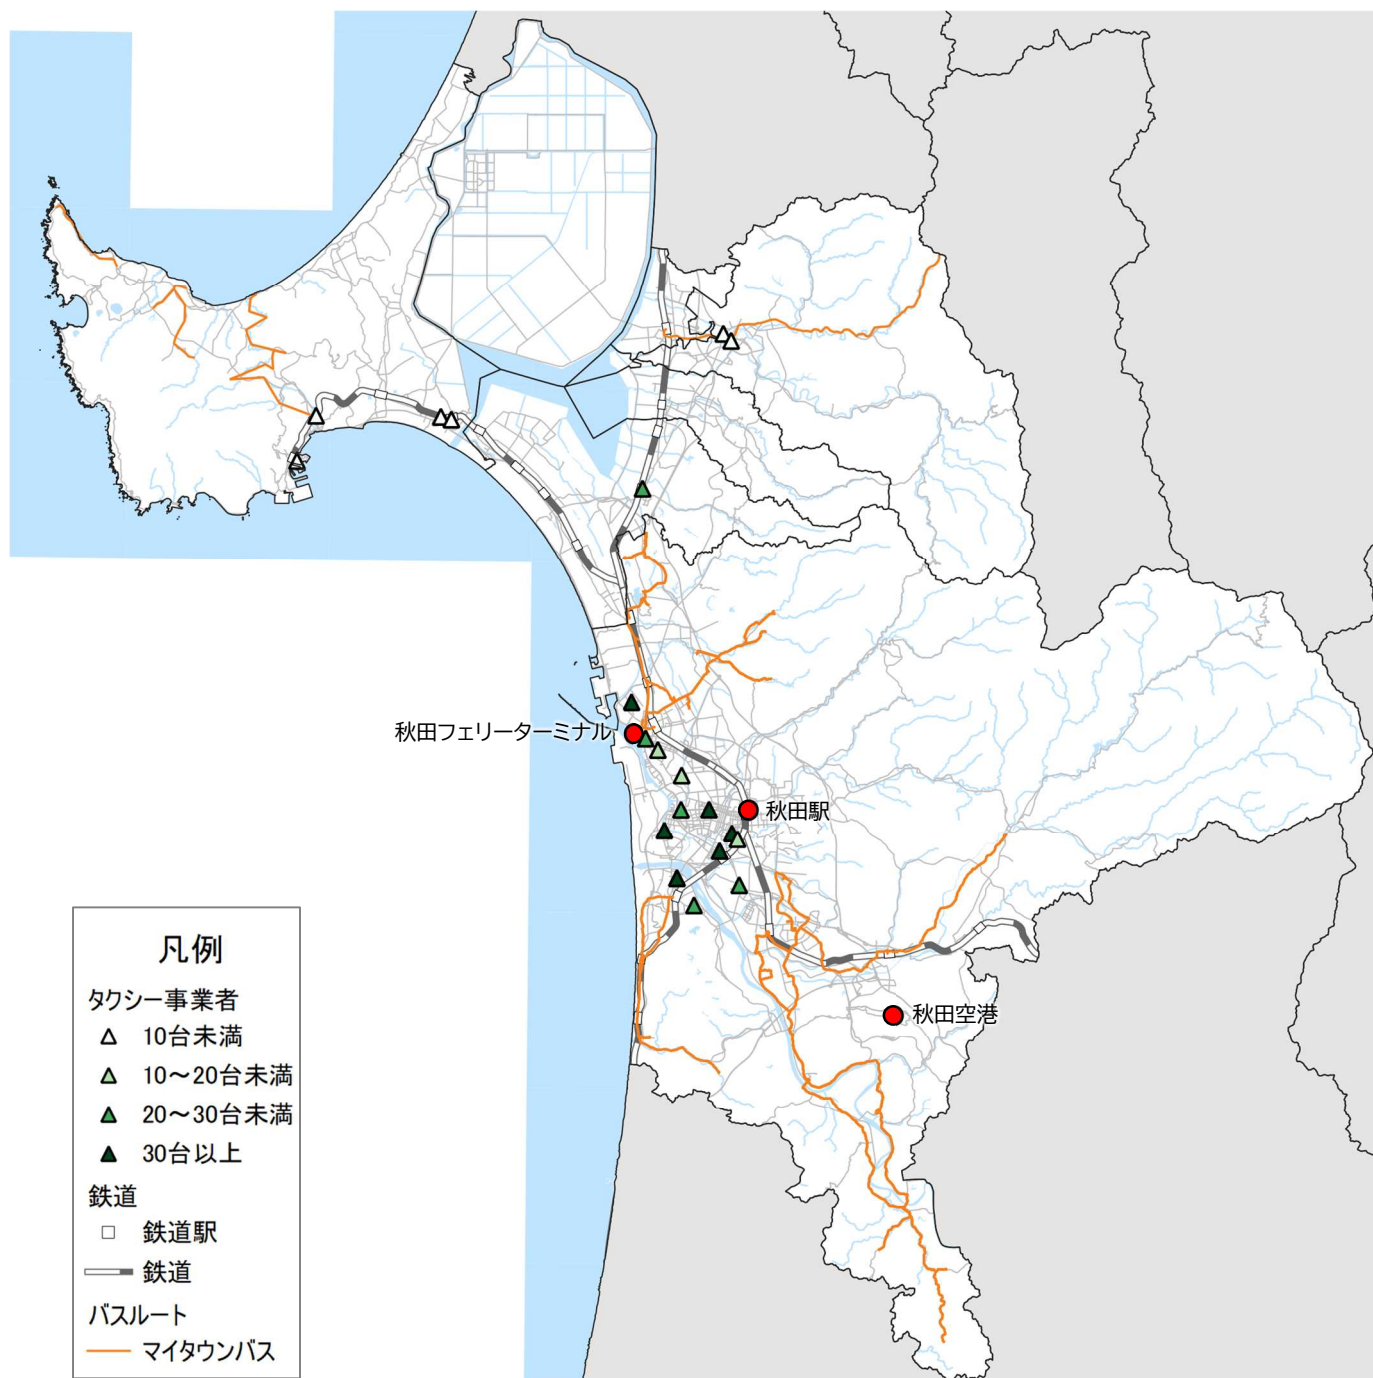 秋田フェリーターミナル
秋田駅
秋田空港
凡例
タクシー事業者
10台未満
10～20台未満
20～30台未満
30台以上
鉄道
鉄道駅
鉄道
バスルート
マイタウンバス